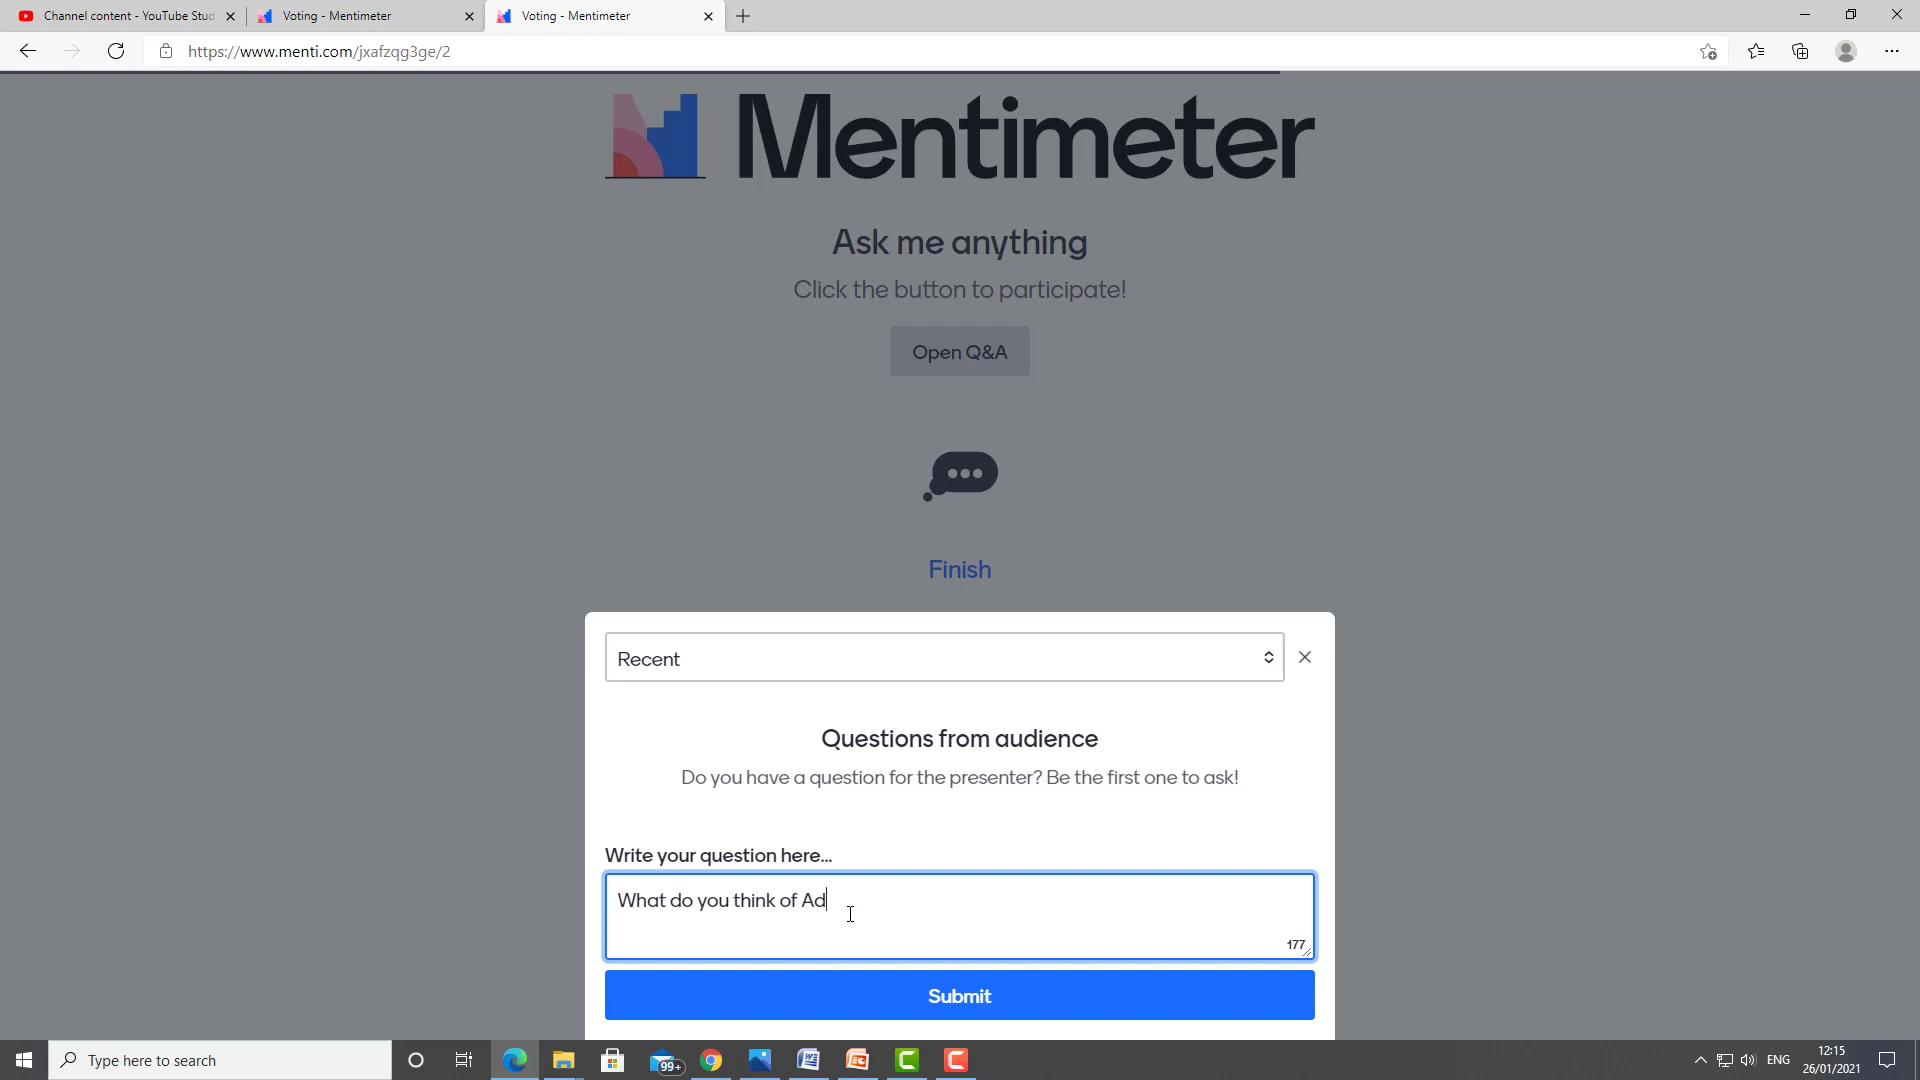 Channel content - YouTube Stud
Voting - Mentimeter
Voting - Mentimeter
https://www.menti.com/jxafzqg3ge/2
Mentimeter
Ask me anything
Click the button to participate!
Open Q&A
Finish
Recent
Questions from audience
Do you have a question for the presenter? Be the first one to ask!
Write your question here...
What do you think of Ad
177
Submit
Type here to search
99+
ENG
12:15
26/01/2021